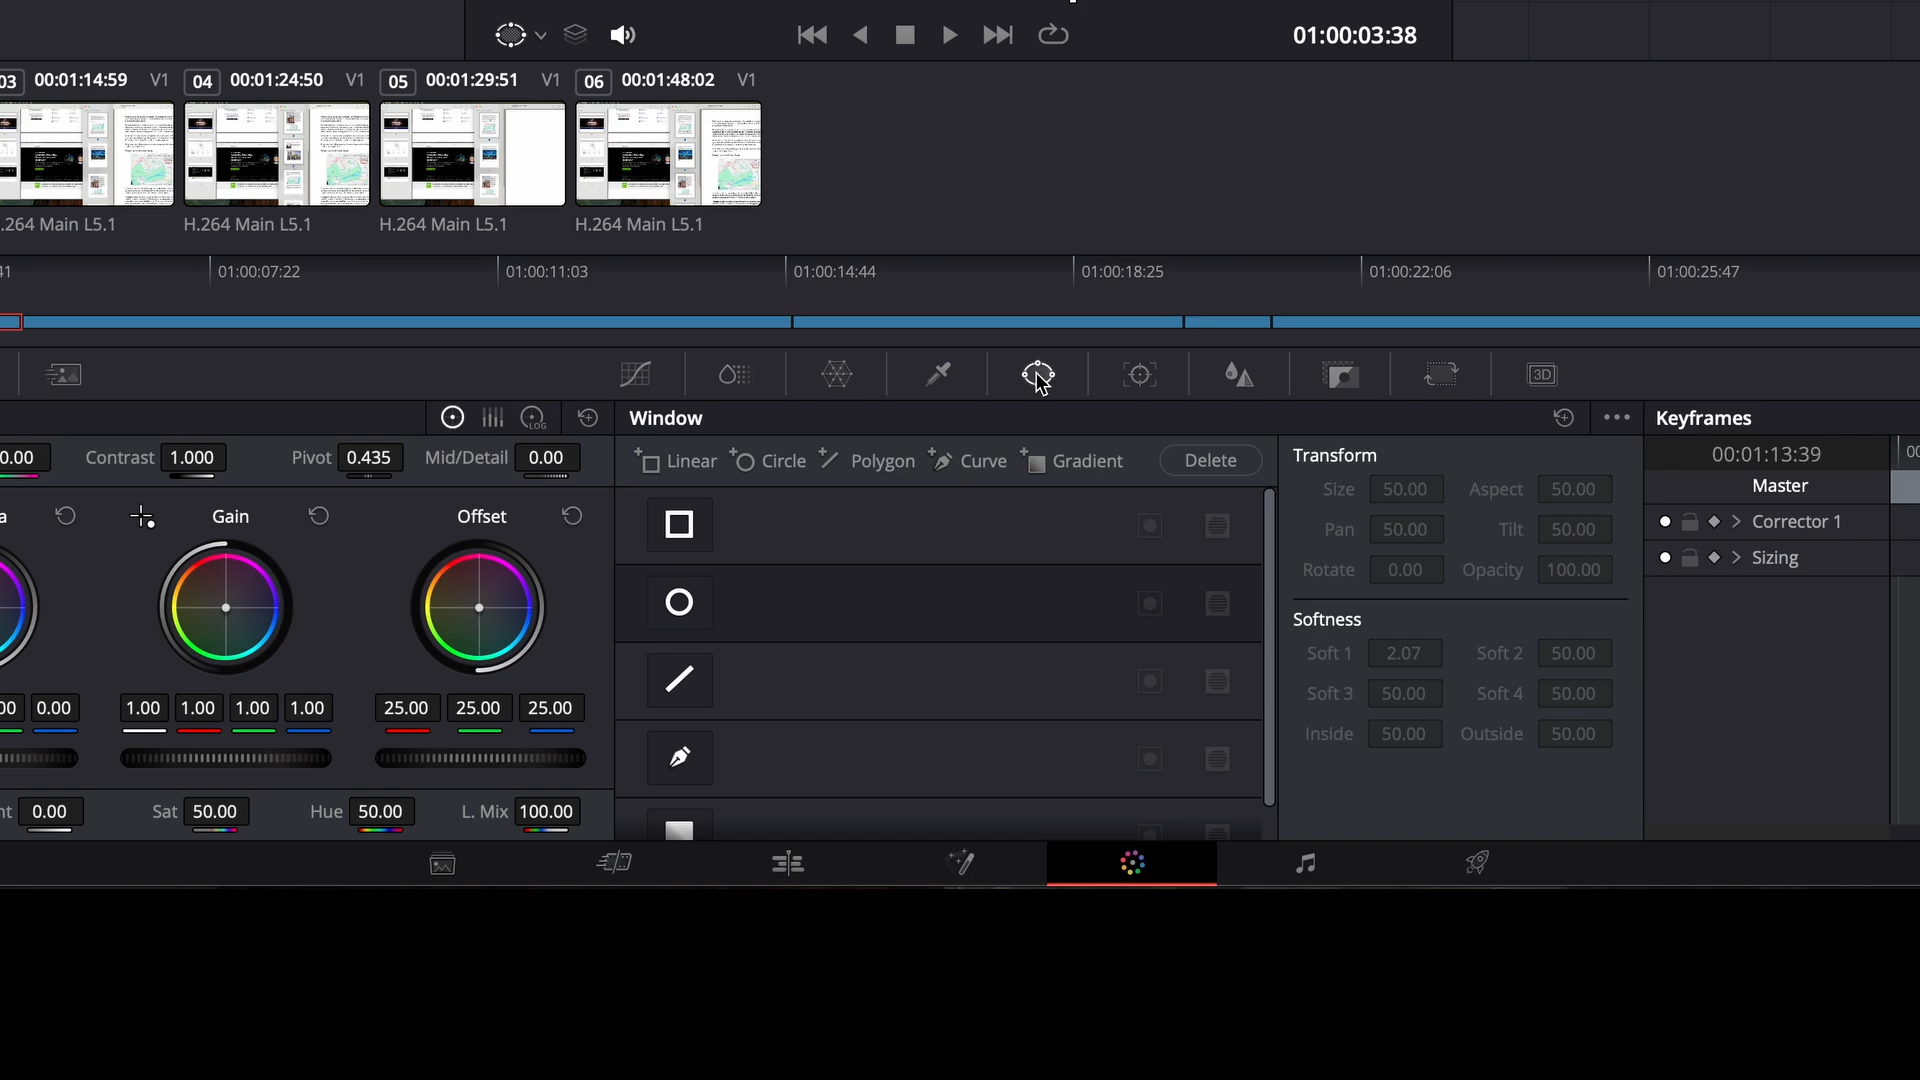 01:00:03:38
03 00:01:14:59 V1 04 00:01:24:50 V1 05 00:01:29:51 V1 06 00:01:48:02 V1
.264 Main L5.1 H.264 Main L5.1 H.264 Main L5.1 H.264 Main L5.1
41 01:00:07:22 01:00:11:03 01:00:14:44 01:00:18:25 01:00:22:06 01:00:25:47
3D
LOG
Window
Keyframes
0.00 Contrast 1.000 Pivot 0.435 Mid/Detail 0.00
Linear Circle Polygon Curve Gradient Delete
Transform
00:01:13:39
00
Master
Size 50.00 Aspect 50.00
Pan 50.00 Tilt 50.00
Rotate 0.00 Opacity 100.00
Corrector 1
Sizing
a Gain Offset
Softness
Soft 1 2.07 Soft 2 50.00
Soft 3 50.00 Soft 4 50.00
Inside 50.00 Outside 50.00
00 0.00 1.00 1.00 1.00 1.00 25.00 25.00 25.00
nt 0.00 Sat 50.00 Hue 50.00 L. Mix 100.00